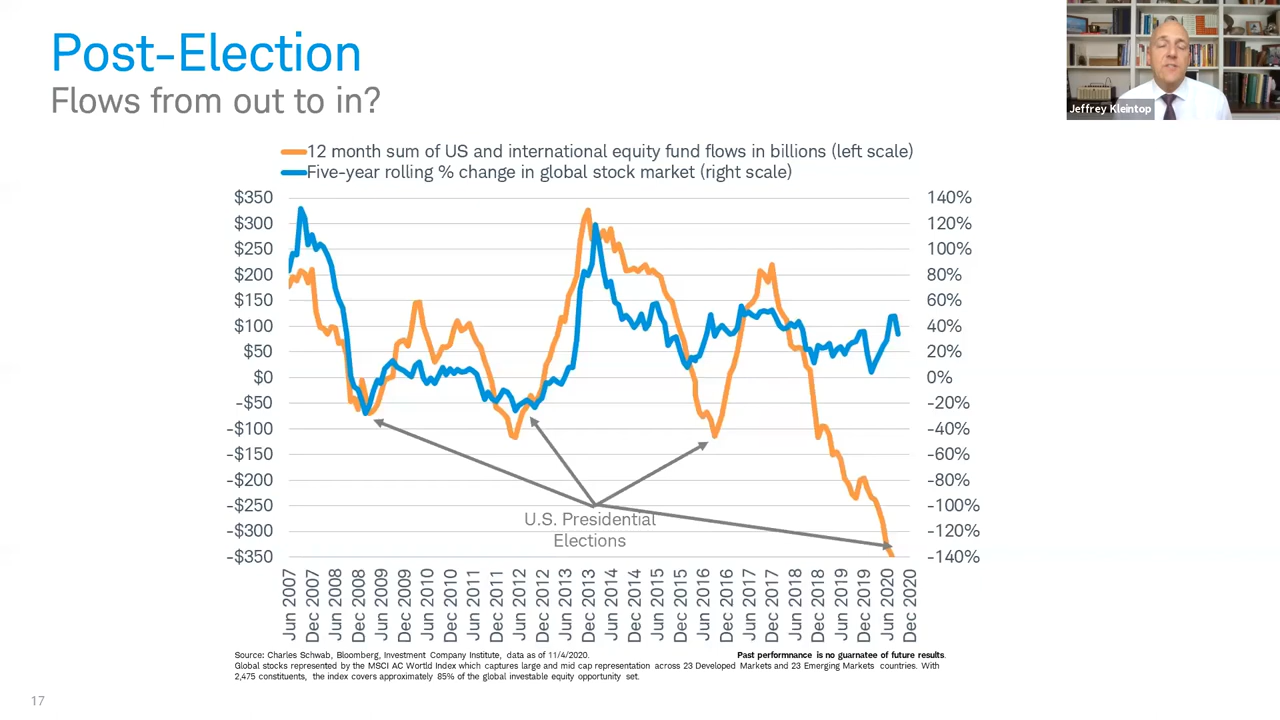 Post-Election
Flows from out to in?
Jeffrey Kleintop
12 month sum of US and international equity fund flows in billions (left scale)
Five-year rolling % change in global stock market (right scale)
$350
$300
$250
$200
$150
$100
$50
$0
-$50
-$100
-$150
-$200
-$250
-$300
-$350
140%
120%
100%
80%
60%
40%
20%
0%
-20%
-40%
-60%
-80%
-100%
-120%
-140%
U.S. Presidential
Elections
Jun 2007
Dec 2007
Jun 2008
Dec 2008
Jun 2009
Dec 2009
Jun 2010
Dec 2010
Jun 2011
Dec 2011
Jun 2012
Dec 2012
Jun 2013
Dec 2013
Jun 2014
Dec 2014
Jun 2015
Dec 2015
Jun 2016
Dec 2016
Jun 2017
Dec 2017
Jun 2018
Dec 2018
Jun 2019
Dec 2019
Jun 2020
Dec 2020
Source: Charles Schwab, Bloomberg, Investment Company Institute, data as of 11/4/2020.
Past performnance is no guarnatee of future results.
Global stocks represented by the MSCI AC World Index which captures large and mid cap representation across 23 Developed Markets and 23 Emerging Markets countries. With
2,475 constituents, the index covers approximately 85% of the global investable equity opportunity set.
17